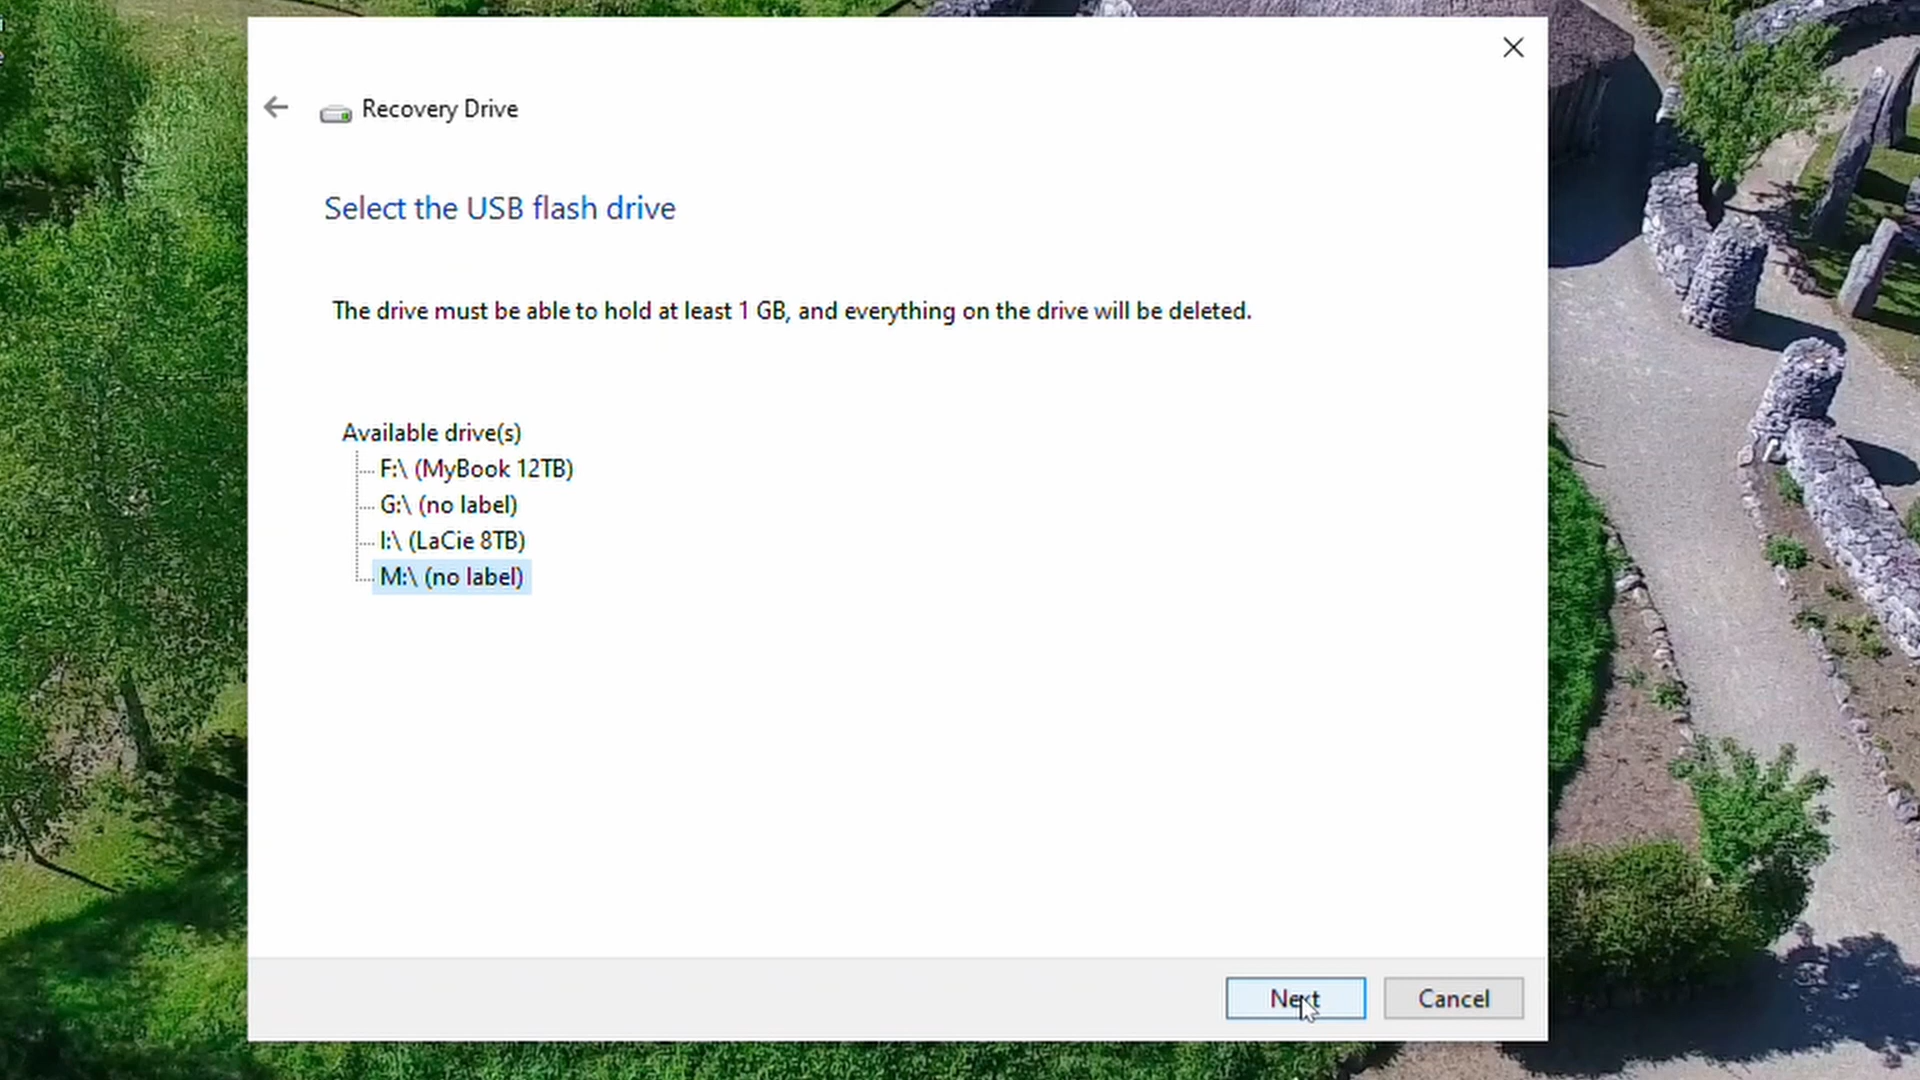 Recovery Drive
Select the USB flash drive
The drive must be able to hold at least 1 GB, and everything on the drive will be deleted.
Available drive(s)
F:\ (MyBook 12TB)
G:\ (no label)
I:\ (LaCie 8TB)
M:\ (no label)
Next
Cancel